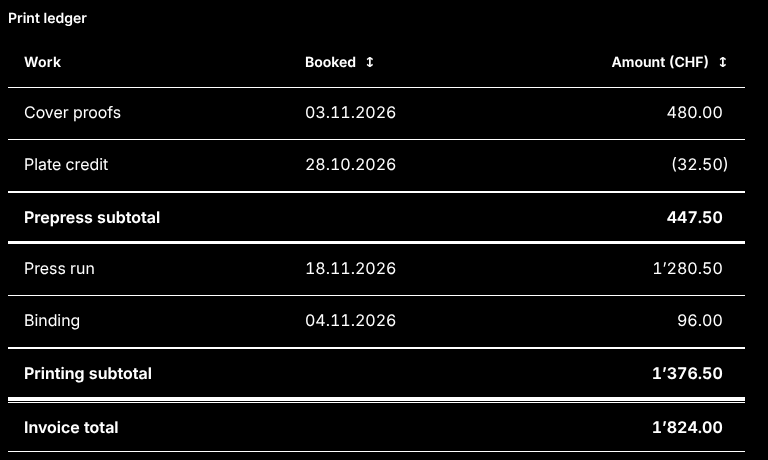 Print ledger
Work Booked ↕ Amount (CHF) ↕
Cover proofs 03.11.2026 480.00
Plate credit 28.10.2026 (32.50)
Prepress subtotal 447.50
Press run 18.11.2026 1’280.50
Binding 04.11.2026 96.00
Printing subtotal 1’376.50
Invoice total 1’824.00